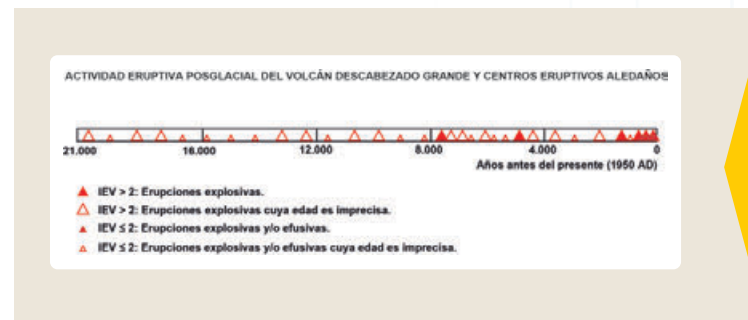 ACTIVIDAD ERUPTIVA POSGLACIAL DEL VOLCÁN DESCABEZADO GRANDE Y CENTROS ERUPTIVOS ALEDAÑOS
21.000 16.000 12.000 8.000 4.000 0
Años antes del presente (1950 AD)
IEV > 2: Erupciones explosivas.
IEV > 2: Erupciones explosivas cuya edad es imprecisa.
IEV ≤ 2: Erupciones explosivas y/o efusivas.
IEV ≤ 2: Erupciones explosivas y/o efusivas cuya edad es imprecisa.